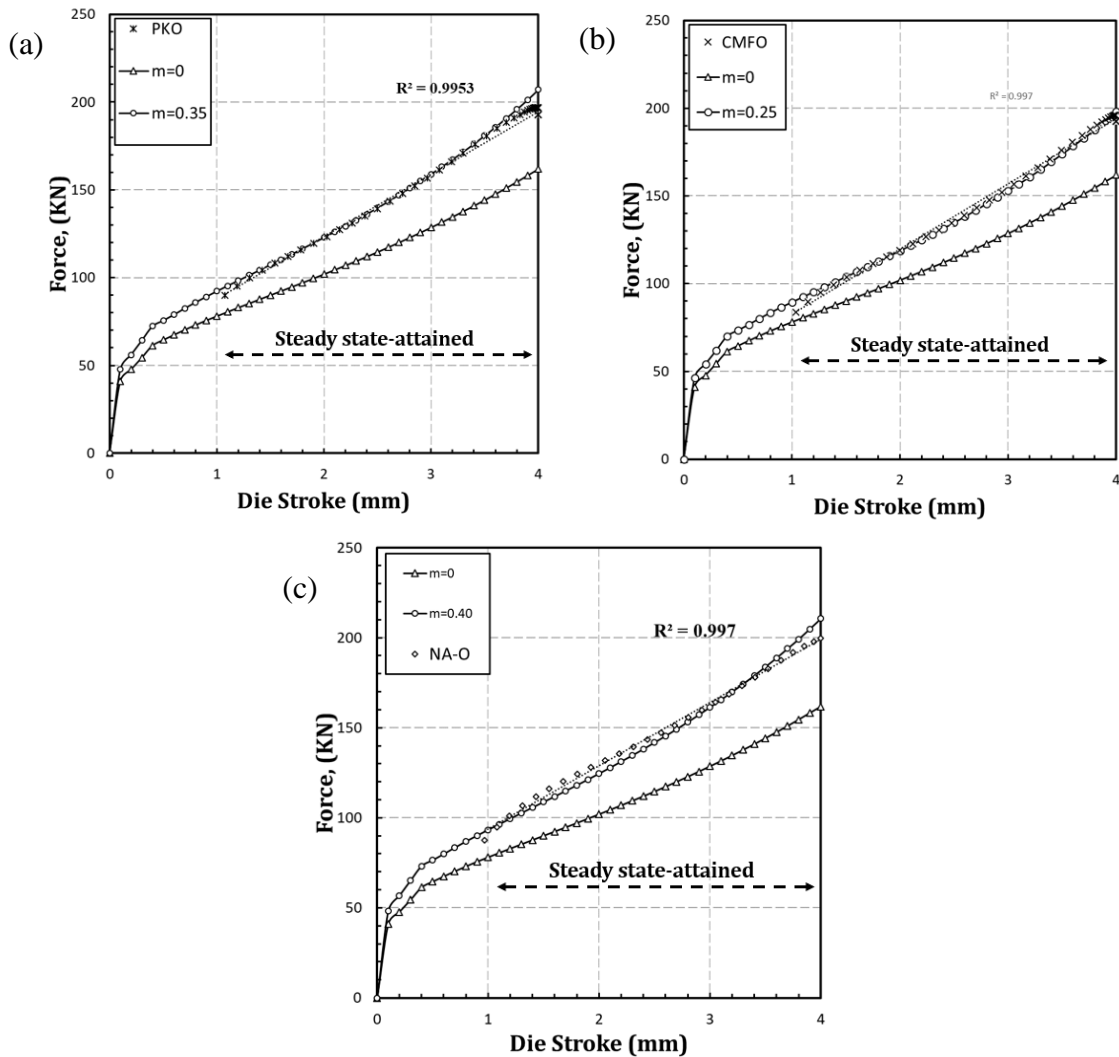 (a)
250
200
150
100
50
0
Force, (KN)
PKO
m=0
m=0.35
R² = 0.9953
Steady state-attained
0 1 2 3 4
Die Stroke (mm)
(b)
250
200
150
100
50
0
Force, (KN)
CMFO
m=0
m=0.25
R² = 0.997
Steady state-attained
0 1 2 3 4
Die Stroke (mm)
(c)
250
200
150
100
50
0
Force, (KN)
m=0
m=0.40
NA-O
R² = 0.997
Steady state-attained
0 1 2 3 4
Die Stroke (mm)